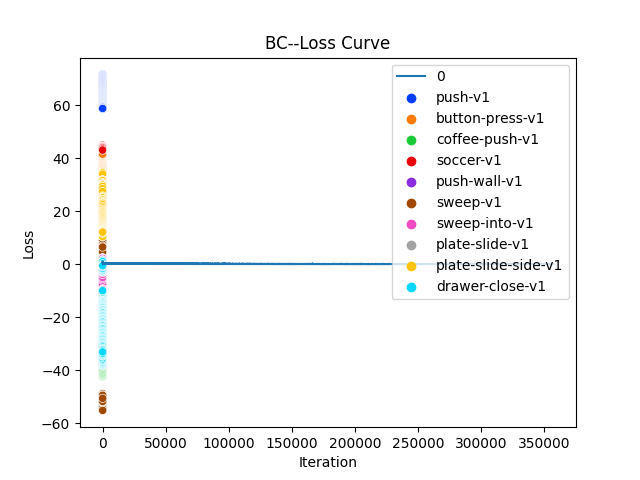 BC--Loss Curve
Loss
60
40
20
0
−20
−40
−60
0
push-v1
button-press-v1
coffee-push-v1
soccer-v1
push-wall-v1
sweep-v1
sweep-into-v1
plate-slide-v1
plate-slide-side-v1
drawer-close-v1
0 50000 100000 150000 200000 250000 300000 350000
Iteration